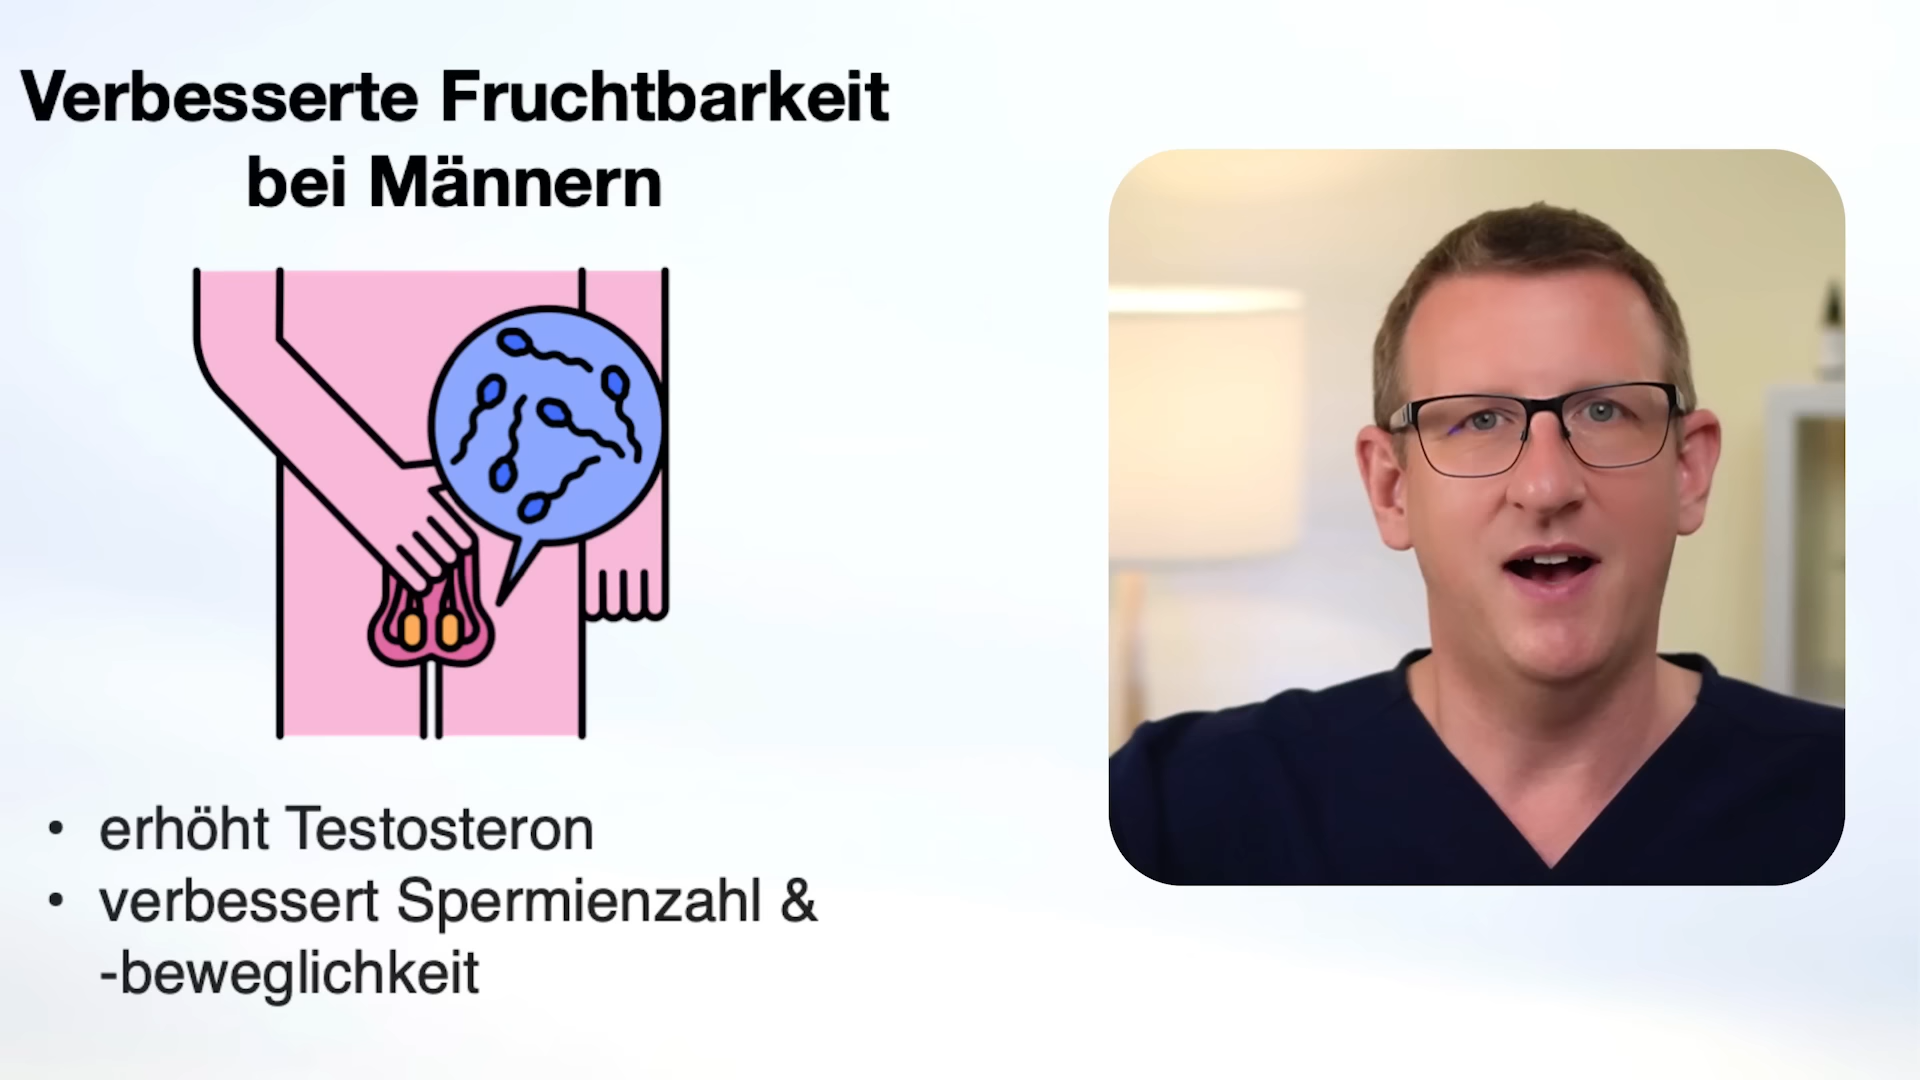 Verbesserte Fruchtbarkeit
bei Männern
• erhöht Testosteron
• verbessert Spermienzahl &
-beweglichkeit